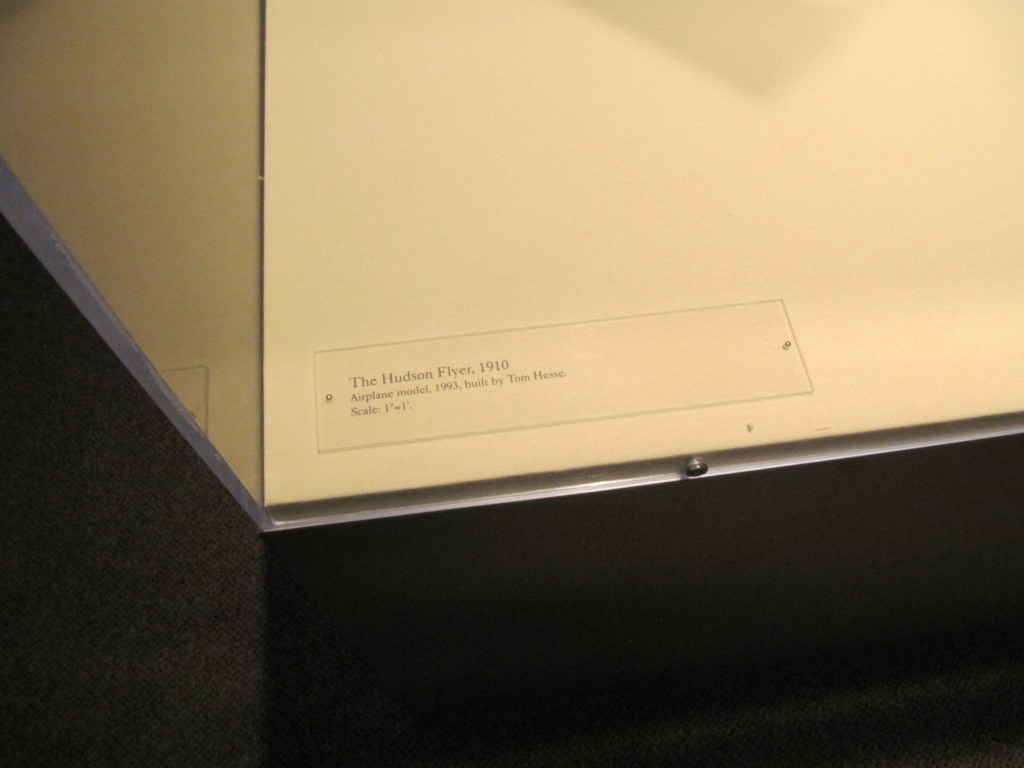 The Hudson Flyer, 1910
Airplane model, 1993, built by Tom Hesse.
Scale: 1"=1'.